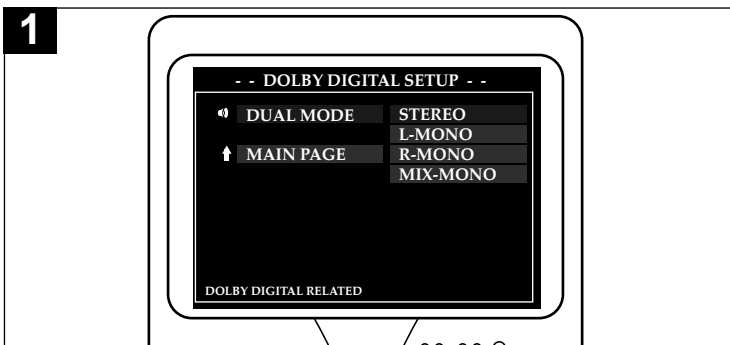 1
- - DOLBY DIGITAL SETUP - -
DUAL MODE STEREO
L-MONO
MAIN PAGE R-MONO
MIX-MONO
DOLBY DIGITAL RELATED